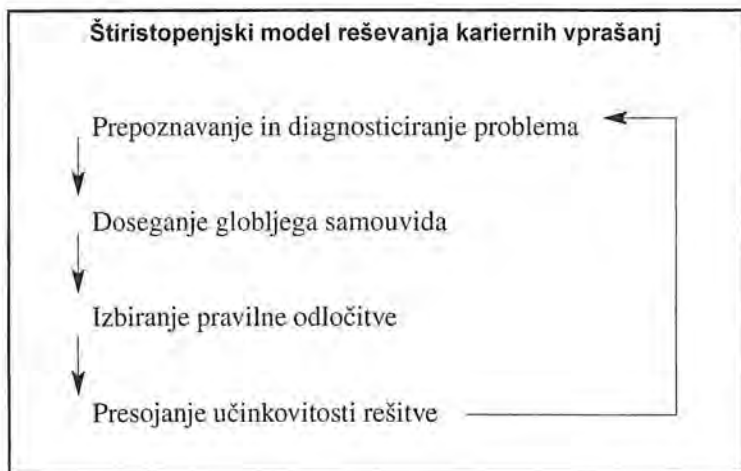 Štiristopenjski model reševanja kariernih vprašanj
Prepoznavanje in diagnosticiranje problema
Doseganje globljega samouvida
Izbiranje pravilne odločitve
Presojanje učinkovitosti rešitve